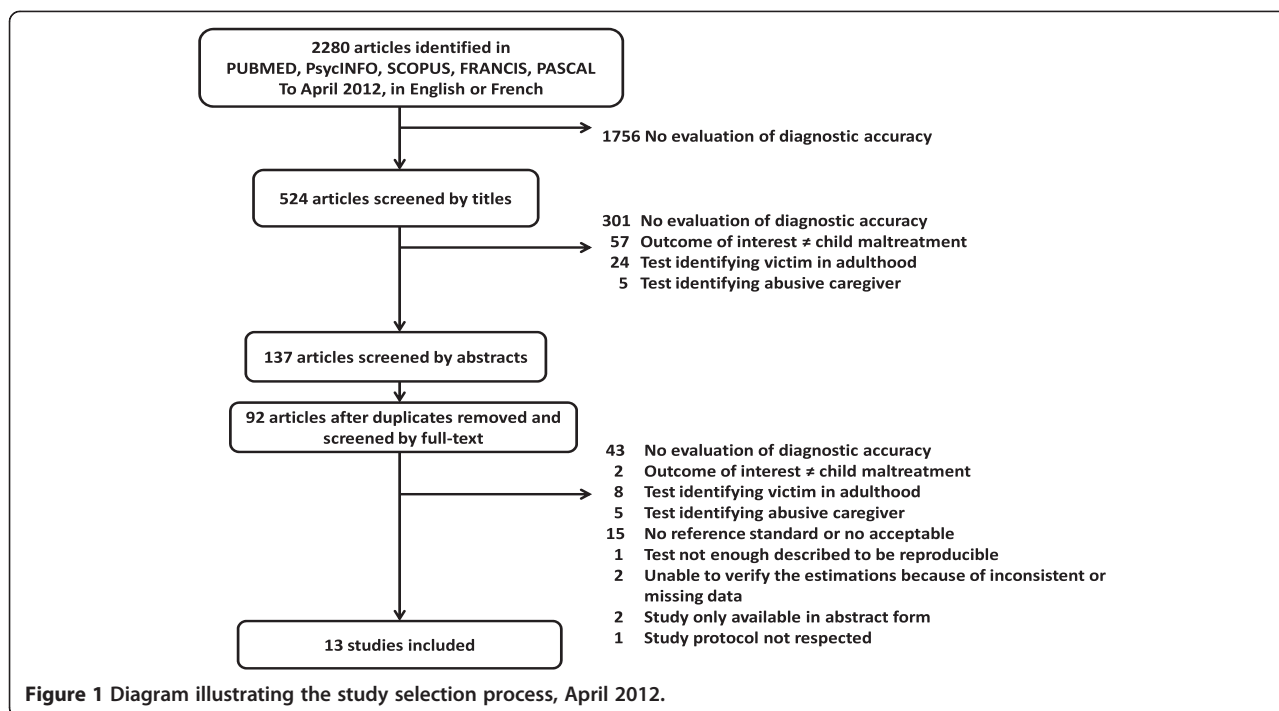 2280 articles identified in
PUBMED, PsycINFO, SCOPUS, FRANCIS, PASCAL
To April 2012, in English or French
1756 No evaluation of diagnostic accuracy
524 articles screened by titles
301 No evaluation of diagnostic accuracy
57 Outcome of interest ≠ child maltreatment
24 Test identifying victim in adulthood
5 Test identifying abusive caregiver
137 articles screened by abstracts
92 articles after duplicates removed and
screened by full-text
43 No evaluation of diagnostic accuracy
2 Outcome of interest ≠ child maltreatment
8 Test identifying victim in adulthood
5 Test identifying abusive caregiver
15 No reference standard or no acceptable
1 Test not enough described to be reproducible
2 Unable to verify the estimations because of inconsistent or
missing data
2 Study only available in abstract form
1 Study protocol not respected
13 studies included
Figure 1 Diagram illustrating the study selection process, April 2012.